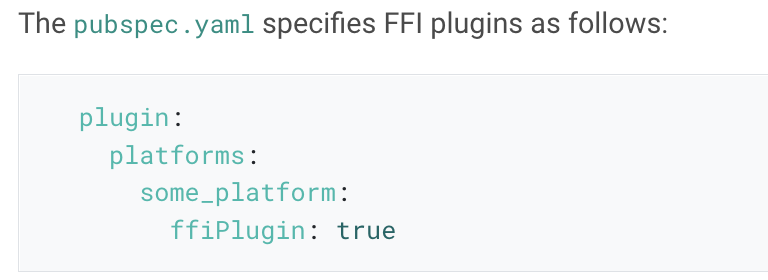 The pubspec.yaml specifies FFI plugins as follows:
plugin:
platforms:
some_platform:
ffiPlugin: true